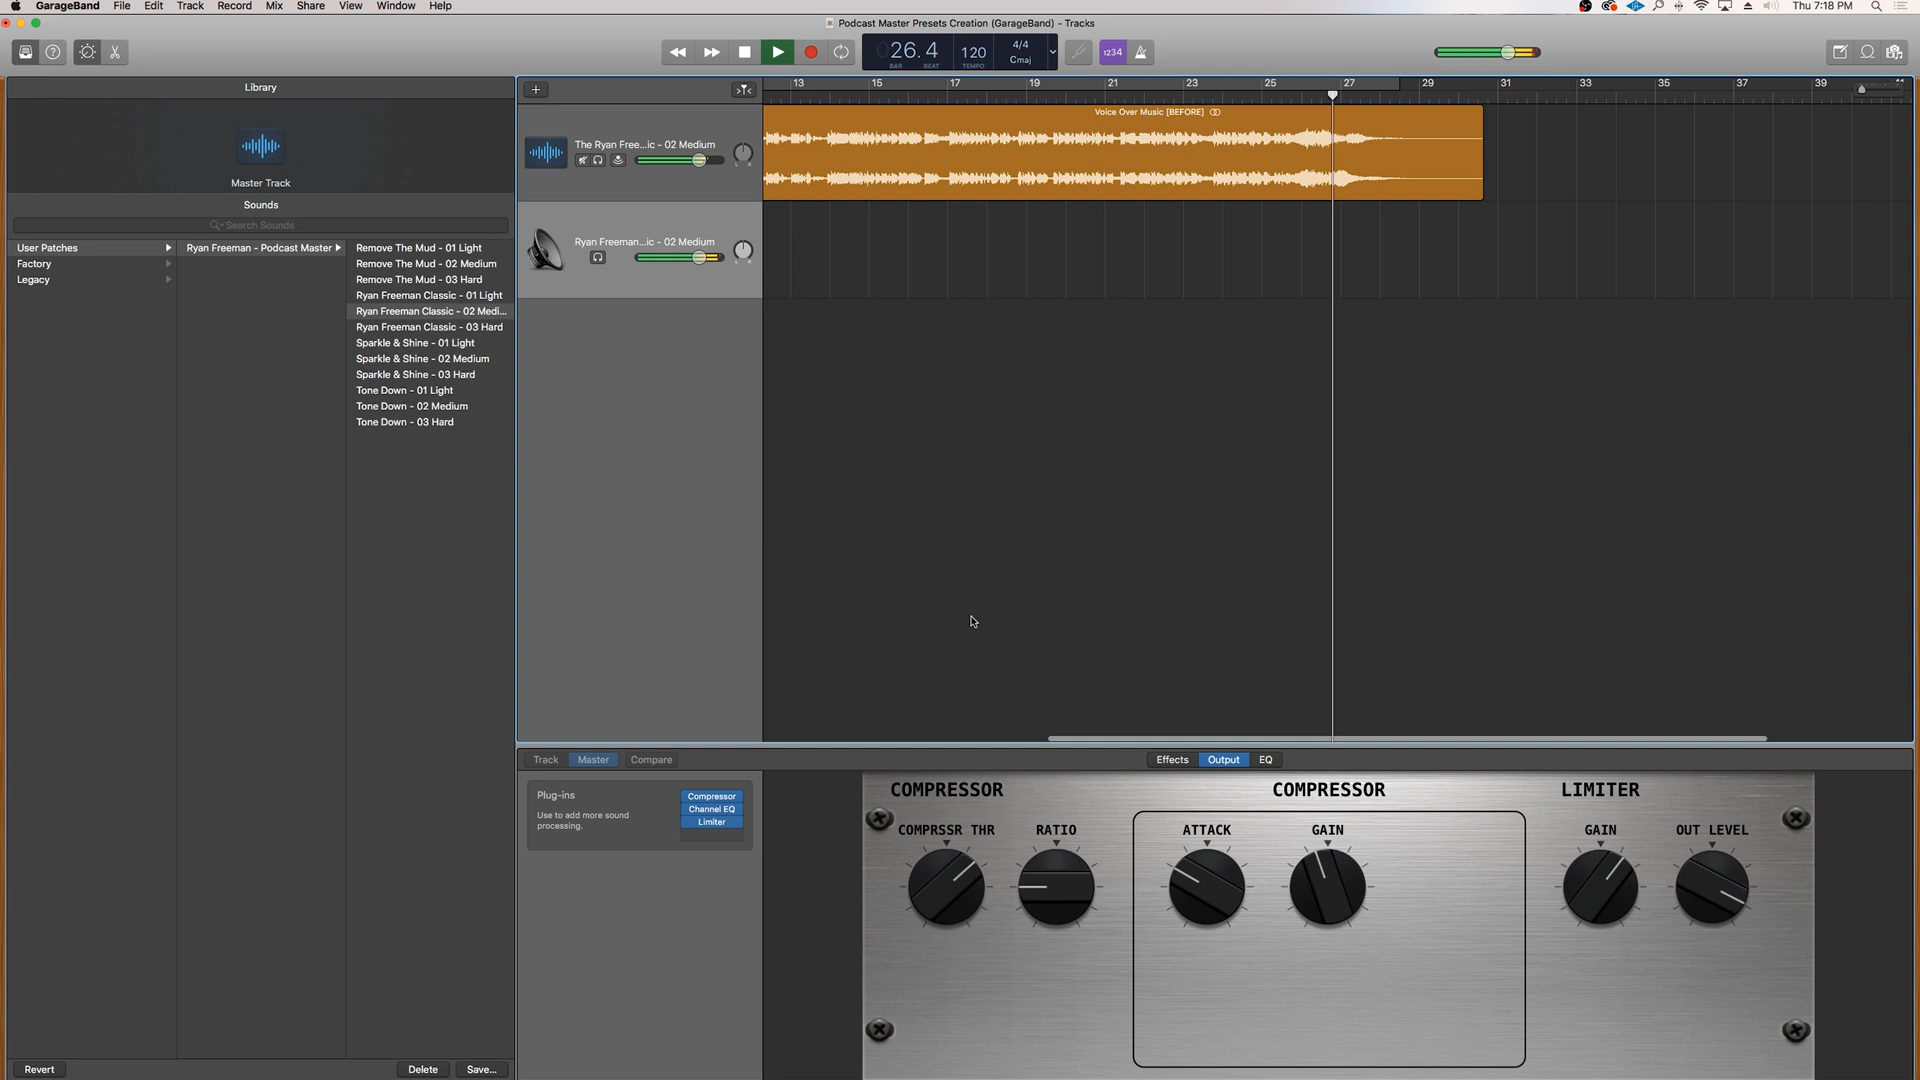 GarageBand File Edit Track Record Mix Share View Window Help Thu 7:18 PM
Podcast Master Presets Creation (GarageBand) - Tracks
26.4 120 4/4
Cmaj
BAR BEAT TEMPO
1234
Library
Master Track
Sounds
Search Sounds
User Patches
Factory
Legacy
Ryan Freeman - Podcast Master
Remove The Mud - 01 Light
Remove The Mud - 02 Medium
Remove The Mud - 03 Hard
Ryan Freeman Classic - 01 Light
Ryan Freeman Classic - 02 Medi...
Ryan Freeman Classic - 03 Hard
Sparkle & Shine - 01 Light
Sparkle & Shine - 02 Medium
Sparkle & Shine - 03 Hard
Tone Down - 01 Light
Tone Down - 02 Medium
Tone Down - 03 Hard
Revert Delete Save...
13 15 17 19 21 23 25 27 29 31 33 35 37 39
The Ryan Free...ic - 02 Medium
L R
Voice Over Music [BEFORE]
Ryan Freeman...ic - 02 Medium
L R
Track Master Compare
Effects Output EQ
Plug-ins
Use to add more sound
processing.
Compressor
Channel EQ
Limiter
COMPRESSOR COMPRESSOR LIMITER
COMPRSSR THR RATIO ATTACK GAIN GAIN OUT LEVEL